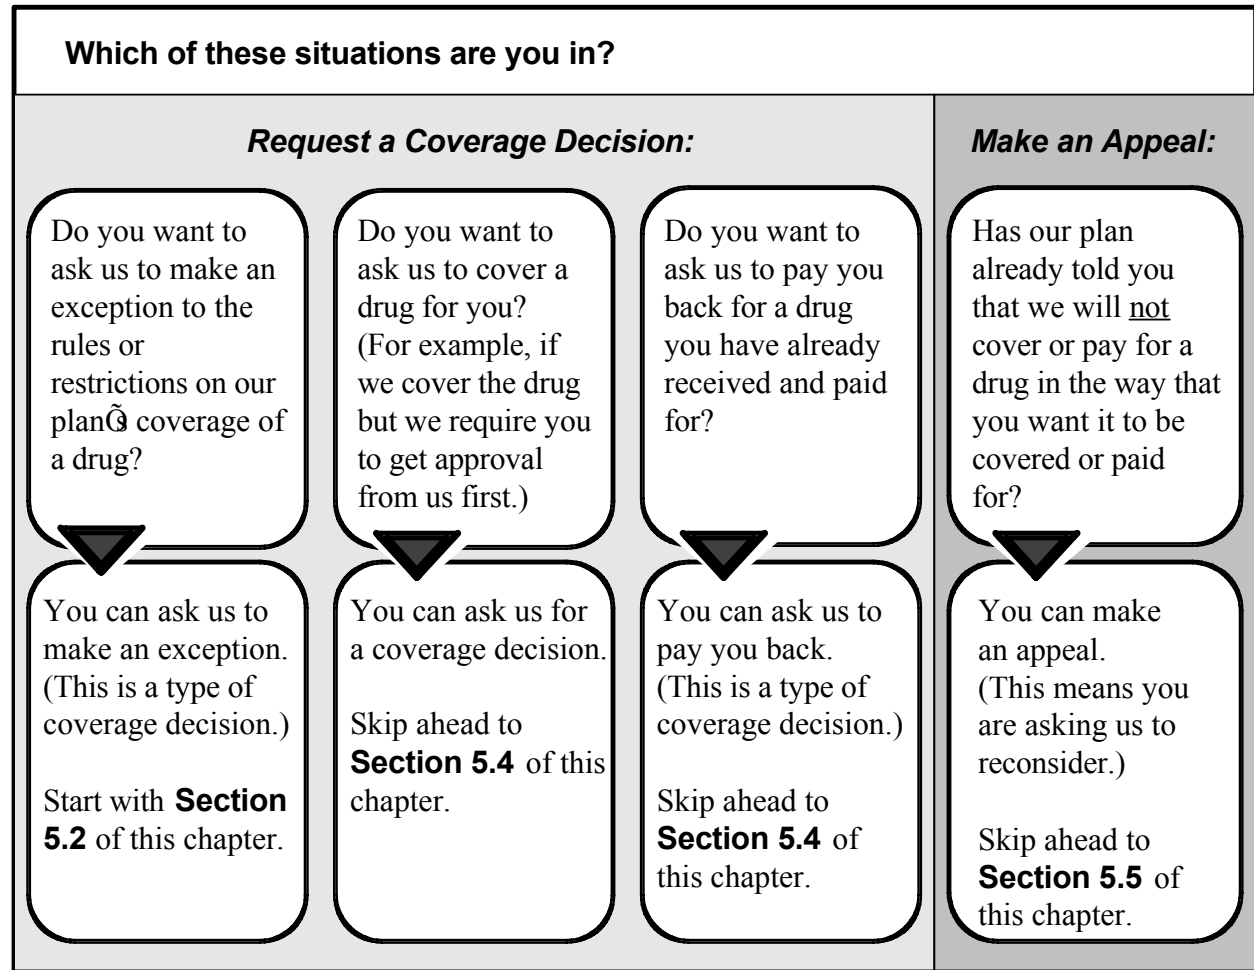 Which of these situations are you in?
Request a Coverage Decision:
Make an Appeal:
Do you want to
ask us to make an
exception to the
rules or
restrictions on our
planÕs coverage of
a drug?
Do you want to
ask us to cover a
drug for you?
(For example, if
we cover the drug
but we require you
to get approval
from us first.)
Do you want to
ask us to pay you
back for a drug
you have already
received and paid
for?
Has our plan
already told you
that we will not
cover or pay for a
drug in the way that
you want it to be
covered or paid
for?
You can ask us to
make an exception.
(This is a type of
coverage decision.)
Start with Section
5.2 of this chapter.
You can ask us for
a coverage decision.
Skip ahead to
Section 5.4 of this
chapter.
You can ask us to
pay you back.
(This is a type of
coverage decision.)
Skip ahead to
Section 5.4 of
this chapter.
You can make
an appeal.
(This means you
are asking us to
reconsider.)
Skip ahead to
Section 5.5 of
this chapter.